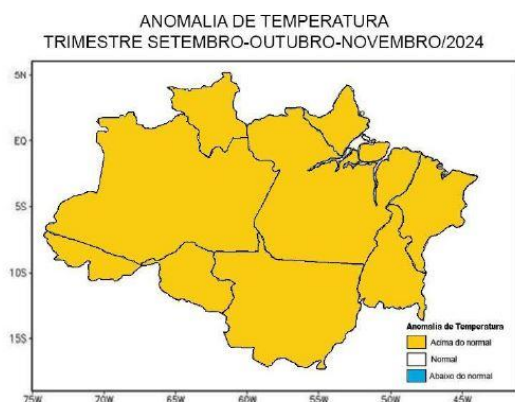 ANOMALIA DE TEMPERATURA
TRIMESTRE SETEMBRO-OUTUBRO-NOVEMBRO/2024
5N
EQ
5S
10S
15S
75W 70W 65W 60W 55W 50W 45W
Anomalia de Temperatura
Acima do normal
Normal
Abaixo do normal